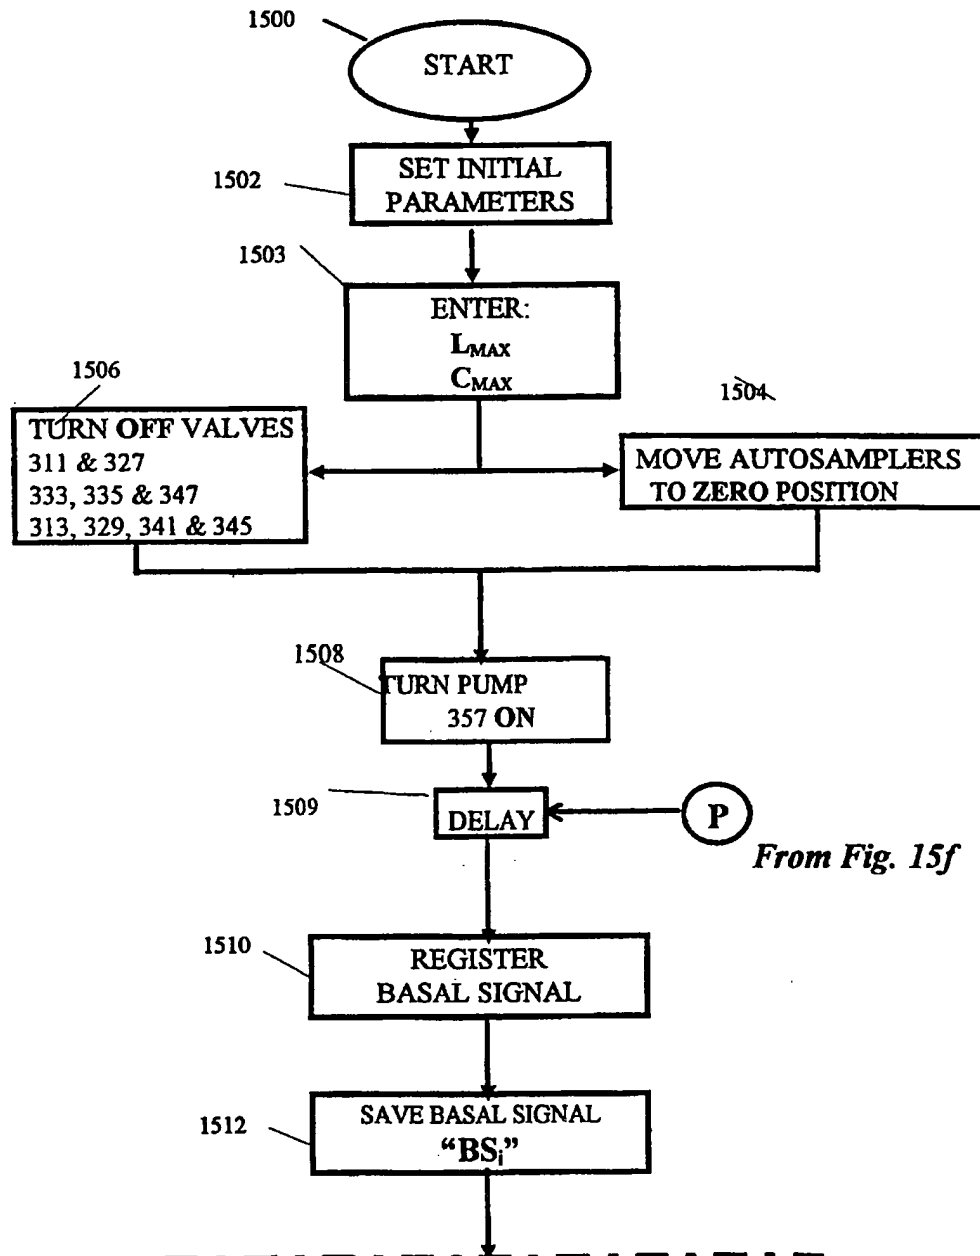 1500
START
1502
SET INITIAL
PARAMETERS
1503
ENTER:
LMAX
CMAX
1506
TURN OFF VALVES
311 & 327
333, 335 & 347
313, 329, 341 & 345
1504
MOVE AUTOSAMPLERS
TO ZERO POSITION
1508
TURN PUMP
357 ON
1509
DELAY
P
From Fig. 15f
1510
REGISTER
BASAL SIGNAL
1512
SAVE BASAL SIGNAL
“BSi”